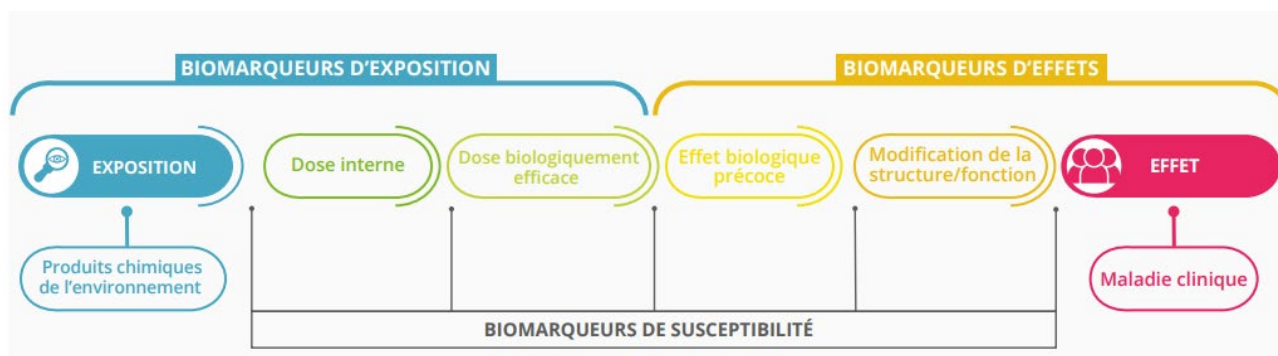 BIOMARQUEURS D'EXPOSITION
BIOMARQUEURS D'EFFETS
EXPOSITION
Dose interne
Dose biologiquement
efficace
Effet biologique
précoce
Modification de la
structure/fonction
EFFET
Produits chimiques
de l'environnement
Maladie clinique
BIOMARQUEURS DE SUSCEPTIBILITÉ